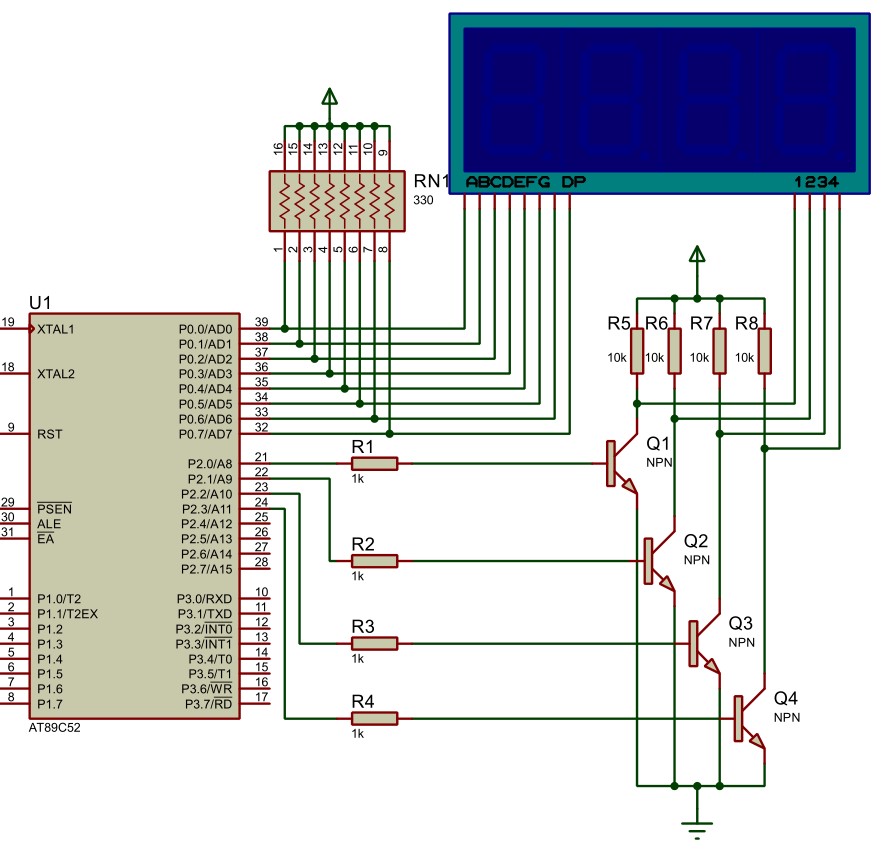 ABCDEFG DP 1234
16 15 14 13 12 11 10 9
RN1
330
1 2 3 4 5 6 7 8
U1
19 XTAL1
18 XTAL2
9 RST
29 PSEN
30 ALE
31 EA
1 P1.0/T2
2 P1.1/T2EX
3 P1.2
4 P1.3
5 P1.4
6 P1.5
7 P1.6
8 P1.7
P0.0/AD0 39
P0.1/AD1 38
P0.2/AD2 37
P0.3/AD3 36
P0.4/AD4 35
P0.5/AD5 34
P0.6/AD6 33
P0.7/AD7 32
P2.0/A8 21
P2.1/A9 22
P2.2/A10 23
P2.3/A11 24
P2.4/A12 25
P2.5/A13 26
P2.6/A14 27
P2.7/A15 28
P3.0/RXD 10
P3.1/TXD 11
P3.2/INT0 12
P3.3/INT1 13
P3.4/T0 14
P3.5/T1 15
P3.6/WR 16
P3.7/RD 17
AT89C52
R1
1k
R2
1k
R3
1k
R4
1k
R5 R6 R7 R8
10k 10k 10k 10k
Q1
NPN
Q2
NPN
Q3
NPN
Q4
NPN